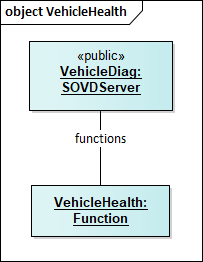 object VehicleHealth
«public»
VehicleDiag:
SOVDServer
functions
VehicleHealth:
Function